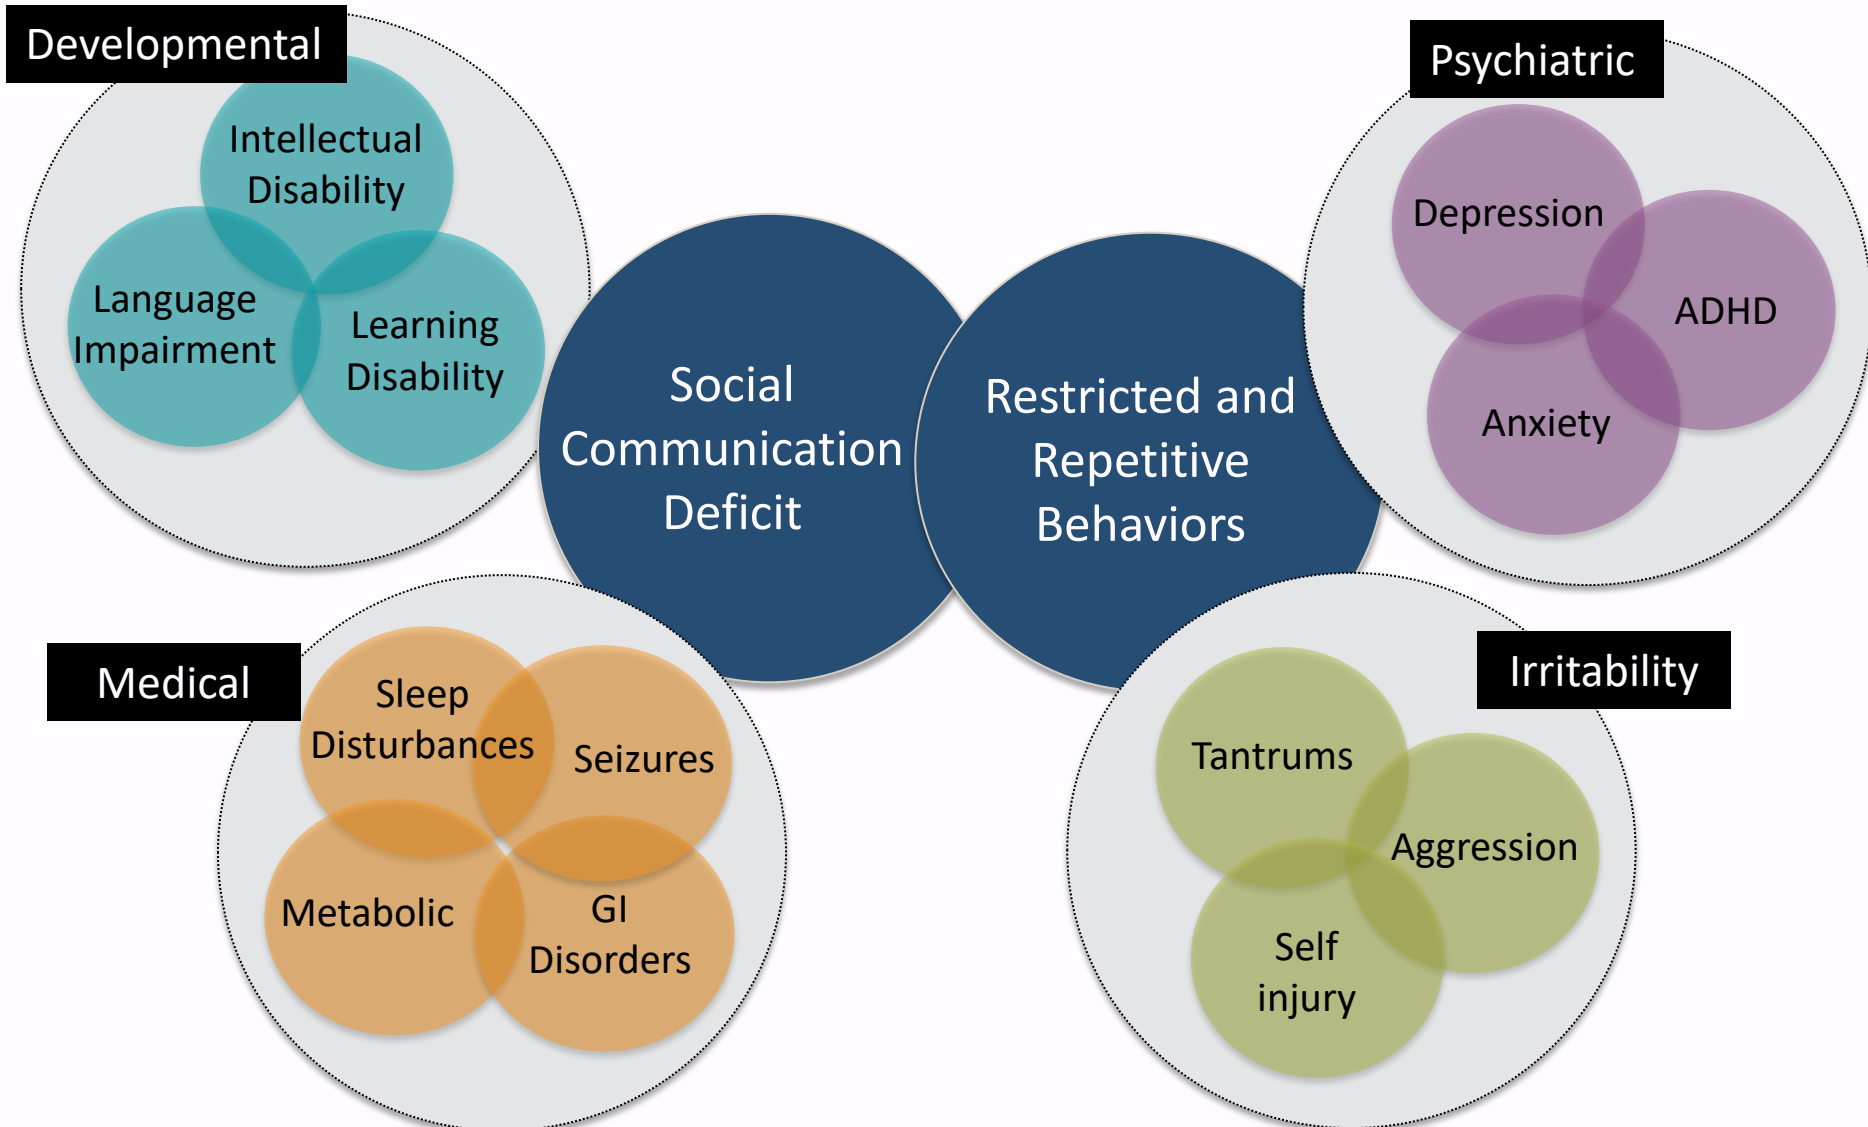 Developmental
Intellectual
Disability
Language
Impairment
Learning
Disability
Social
Communication
Deficit
Restricted and
Repetitive
Behaviors
Psychiatric
Depression
ADHD
Anxiety
Medical
Sleep
Disturbances
Seizures
Metabolic
GI
Disorders
Irritability
Tantrums
Aggression
Self
injury